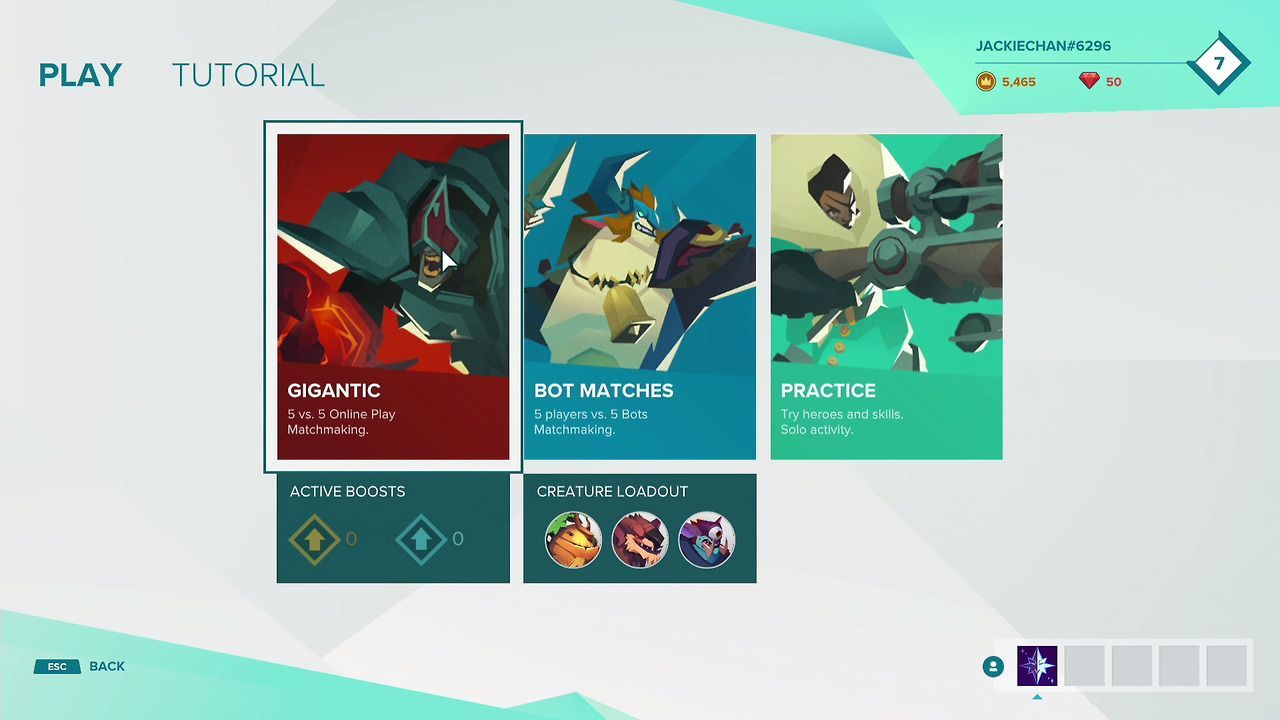 PLAY
TUTORIAL
JACKIECHAN#6296
5,465
50
7
GIGANTIC
5 vs. 5 Online Play
Matchmaking.
BOT MATCHES
5 players vs. 5 Bots
Matchmaking.
PRACTICE
Try heroes and skills.
Solo activity.
ACTIVE BOOSTS
0
0
CREATURE LOADOUT
ESC
BACK